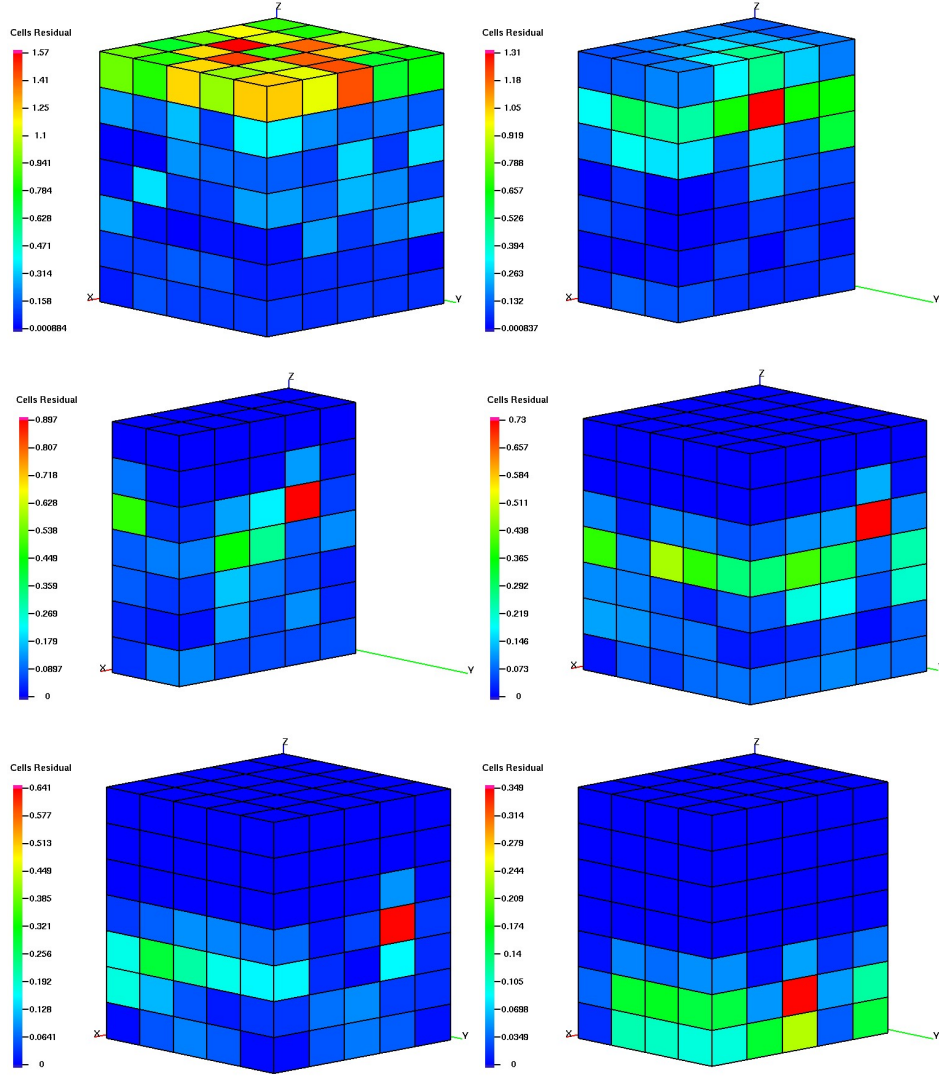 Cells Residual
1.57
1.41
1.25
1.1
0.941
0.784
0.628
0.471
0.314
0.158
0.000884
Z
X
Y
Cells Residual
1.31
1.18
1.05
0.919
0.788
0.657
0.526
0.394
0.263
0.132
0.000837
Z
X
Y
Cells Residual
0.897
0.807
0.718
0.628
0.538
0.449
0.359
0.269
0.179
0.0897
0
Z
X
Y
Cells Residual
0.73
0.657
0.584
0.511
0.438
0.365
0.292
0.219
0.146
0.073
0
Z
X
Y
Cells Residual
0.641
0.577
0.513
0.449
0.385
0.321
0.256
0.192
0.128
0.0641
0
Z
X
Y
Cells Residual
0.349
0.314
0.279
0.244
0.209
0.174
0.14
0.105
0.0698
0.0349
0
Z
X
Y